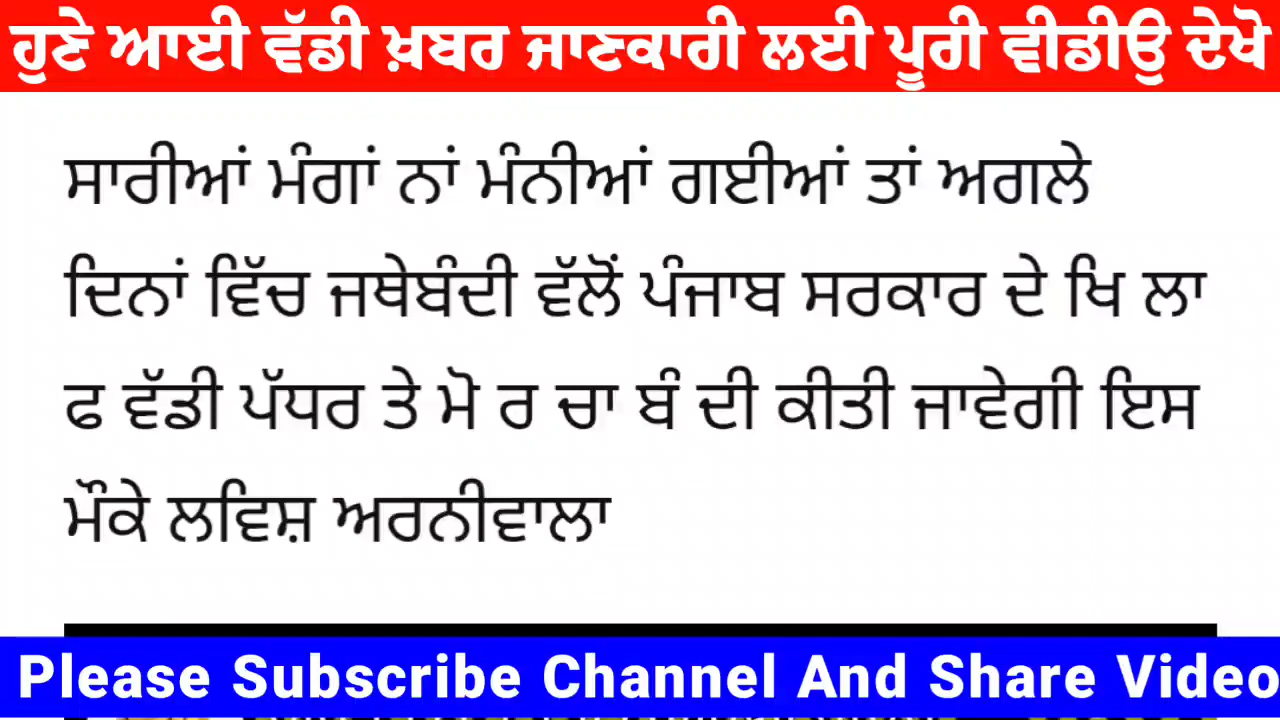 ਹੁਣੇ ਆਈ ਵੱਡੀ ਖ਼ਬਰ ਜਾਣਕਾਰੀ ਲਈ ਪੂਰੀ ਵੀਡੀਉ ਦੇਖੋ
ਸਾਰੀਆਂ ਮੰਗਾਂ ਨਾਂ ਮੰਨੀਆਂ ਗਈਆਂ ਤਾਂ ਅਗਲੇ
ਦਿਨਾਂ ਵਿੱਚ ਜਥੇਬੰਦੀ ਵੱਲੋਂ ਪੰਜਾਬ ਸਰਕਾਰ ਦੇ ਖਿ ਲਾ
ਫ ਵੱਡੀ ਪੱਧਰ ਤੇ ਮੋ ਰ ਚਾ ਬੰ ਦੀ ਕੀਤੀ ਜਾਵੇਗੀ ਇਸ
ਮੌਕੇ ਲਵਿਸ਼ ਅਰਨੀਵਾਲਾ
Please Subscribe Channel And Share Video